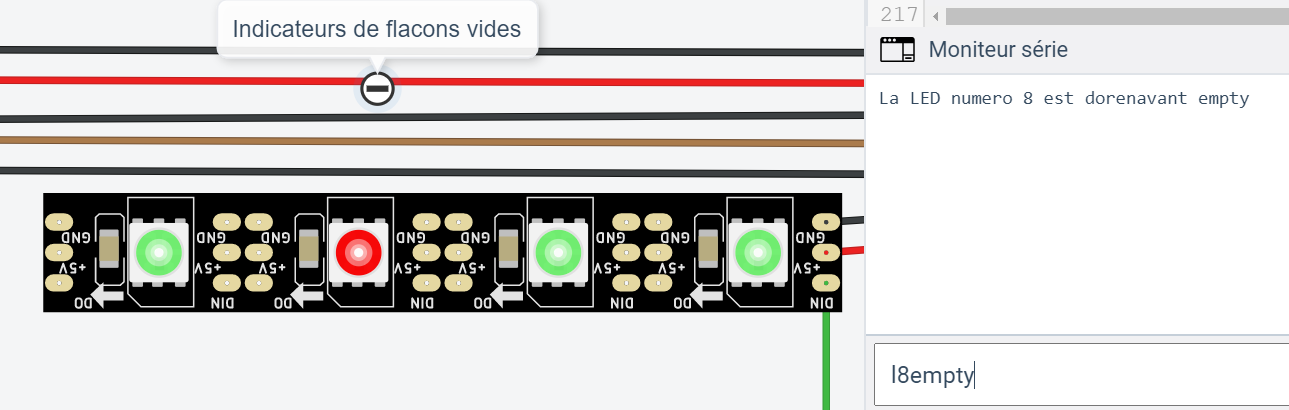 Indicateurs de flacons vides
217
Moniteur série
La LED numero 8 est dorenavant empty
GND GND GND GND GND GND GND GND
+5V +5V +5V +5V +5V +5V +5V
DO DIN DO DIN DO DIN DO DIN
l8empty